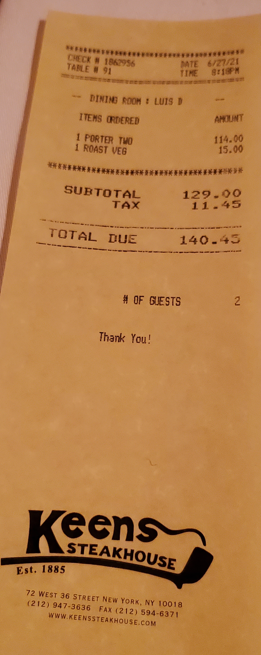 CHECK # 1862956 DATE 6/27/21
TABLE # 91 TIME 8:18PM
-- DINING ROOM : LUIS D --
ITEMS ORDERED AMOUNT
1 PORTER TWO 114.00
1 ROAST VEG 15.00
SUBTOTAL 129.00
TAX 11.45
TOTAL DUE 140.45
# OF GUESTS 2
Thank You!
Keens
STEAKHOUSE
Est. 1885
72 WEST 36 STREET NEW YORK, NY 10018
(212) 947-3636 FAX (212) 594-6371
WWW.KEENSSTEAKHOUSE.COM